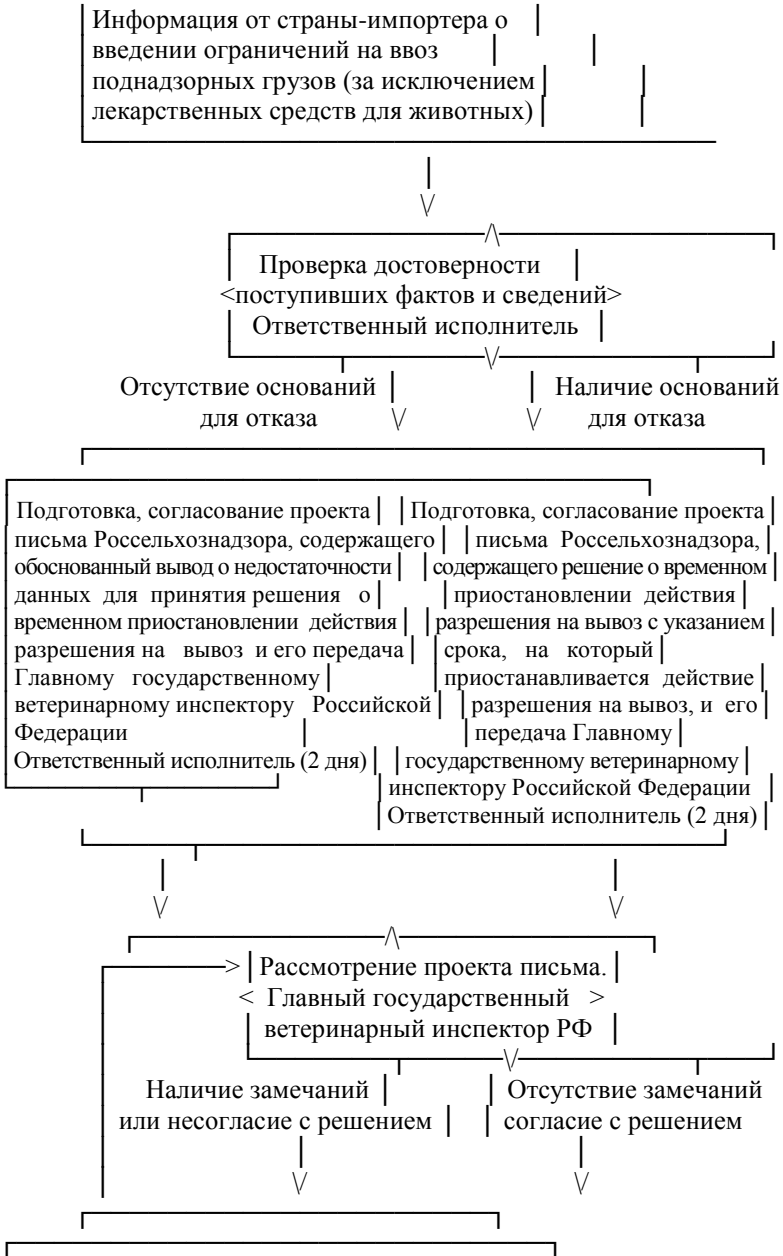 Информация от страны-импортера о
введении ограничений на ввоз
поднадзорных грузов (за исключением
лекарственных средств для животных)
Проверка достоверности
<поступивших фактов и сведений>
Ответственный исполнитель
Отсутствие оснований
для отказа
Наличие оснований
для отказа
Подготовка, согласование проекта
письма Россельхознадзора, содержащего
обоснованный вывод о недостаточности
данных для принятия решения о
временном приостановлении действия
разрешения на вывоз и его передача
Главному государственному
ветеринарному инспектору Российской
Федерации
Ответственный исполнитель (2 дня)
Подготовка, согласование проекта
письма Россельхознадзора,
содержащего решение о временном
приостановлении действия
разрешения на вывоз с указанием
срока, на который
приостанавливается действие
разрешения на вывоз, и его
передача Главному
государственному ветеринарному
инспектору Российской Федерации
Ответственный исполнитель (2 дня)
Рассмотрение проекта письма.
< Главный государственный >
ветеринарный инспектор РФ
Наличие замечаний
или несогласие с решением
Отсутствие замечаний
согласие с решением